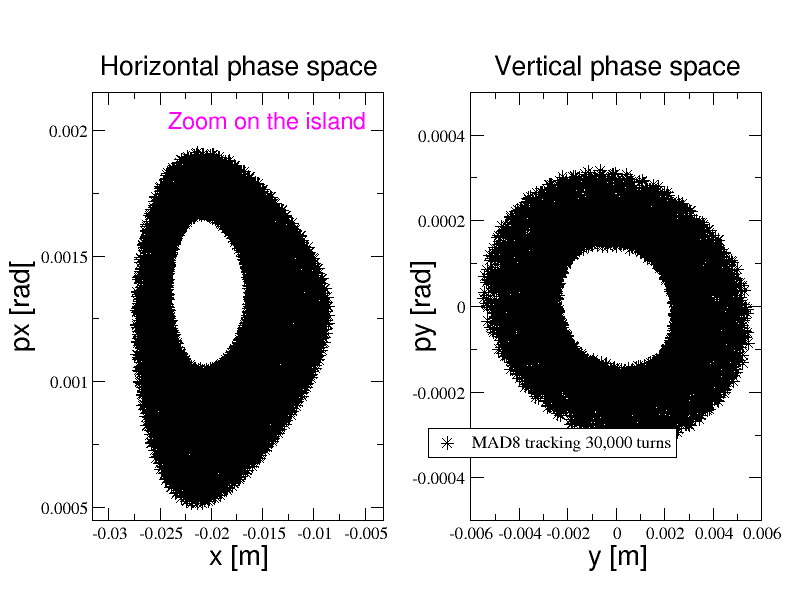 Horizontal phase space
Vertical phase space
Zoom on the island
0.002
0.0015
0.001
0.0005
px [rad[
-0.03 -0.025 -0.02 -0.015 -0.01 -0.005
x [m]
0.0004
0.0002
0
-0.0002
-0.0004
py [rad]
MAD8 tracking 30,000 turns
-0.006 -0.004 -0.002 0 0.002 0.004 0.006
y [m]